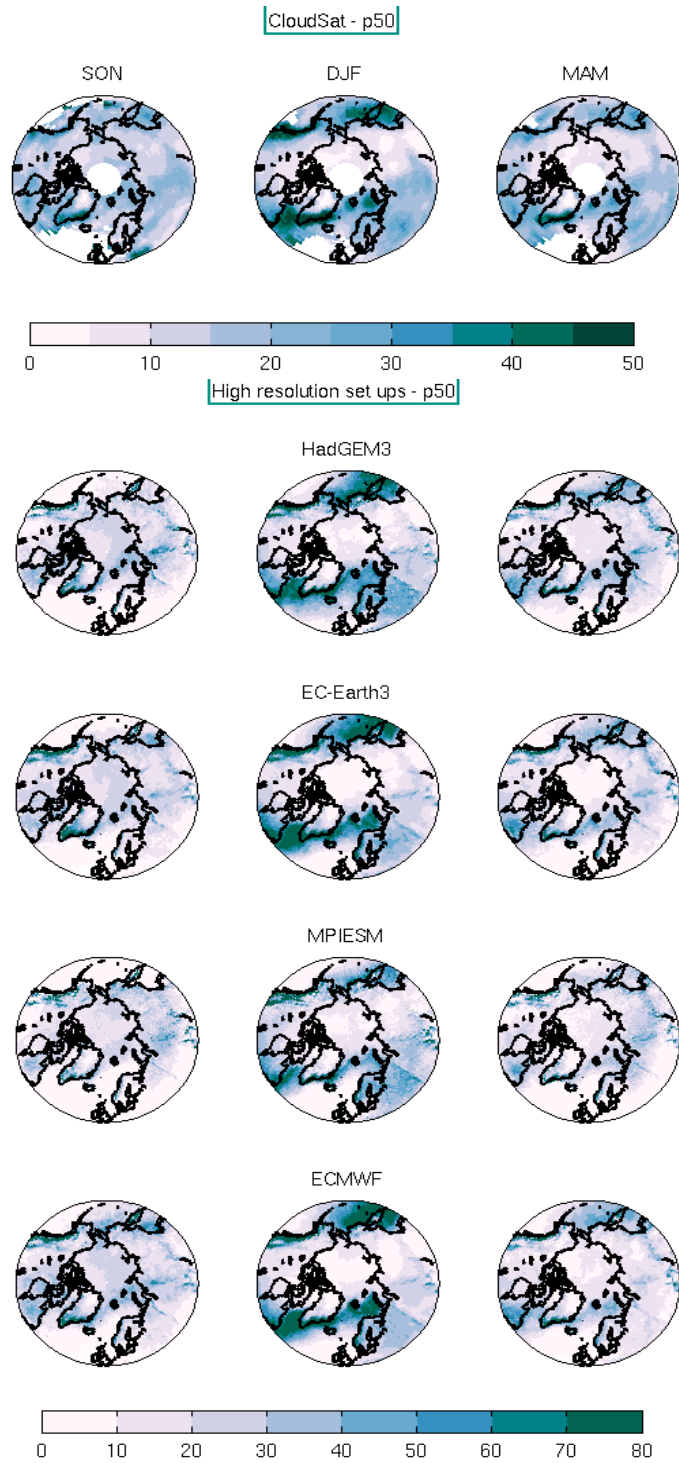 CloudSat - p50
SON DJF MAM
0 10 20 30 40 50
High resolution set ups - p50
HadGEM3
EC-Earth3
MPIESM
ECMWF
0 10 20 30 40 50 60 70 80